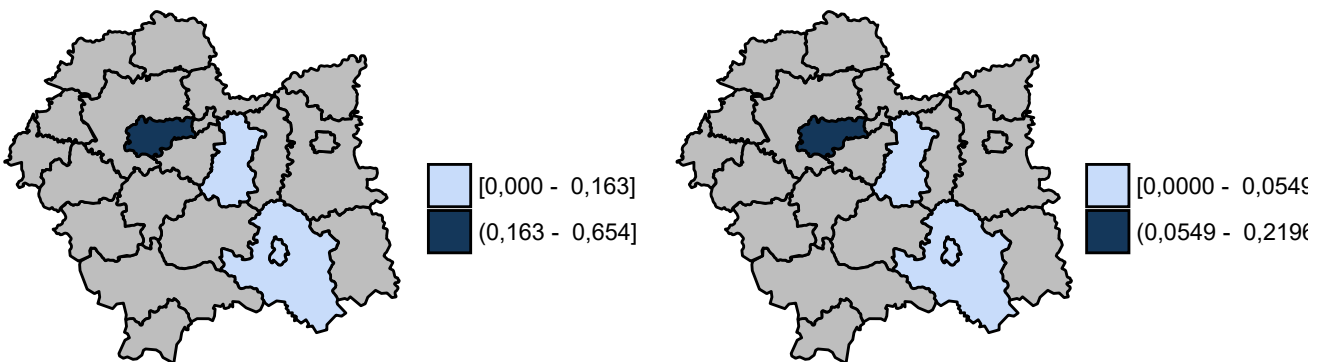 [0,000 - 0,163]
(0,163 - 0,654]
[0,0000 - 0,0549
(0,0549 - 0,2196